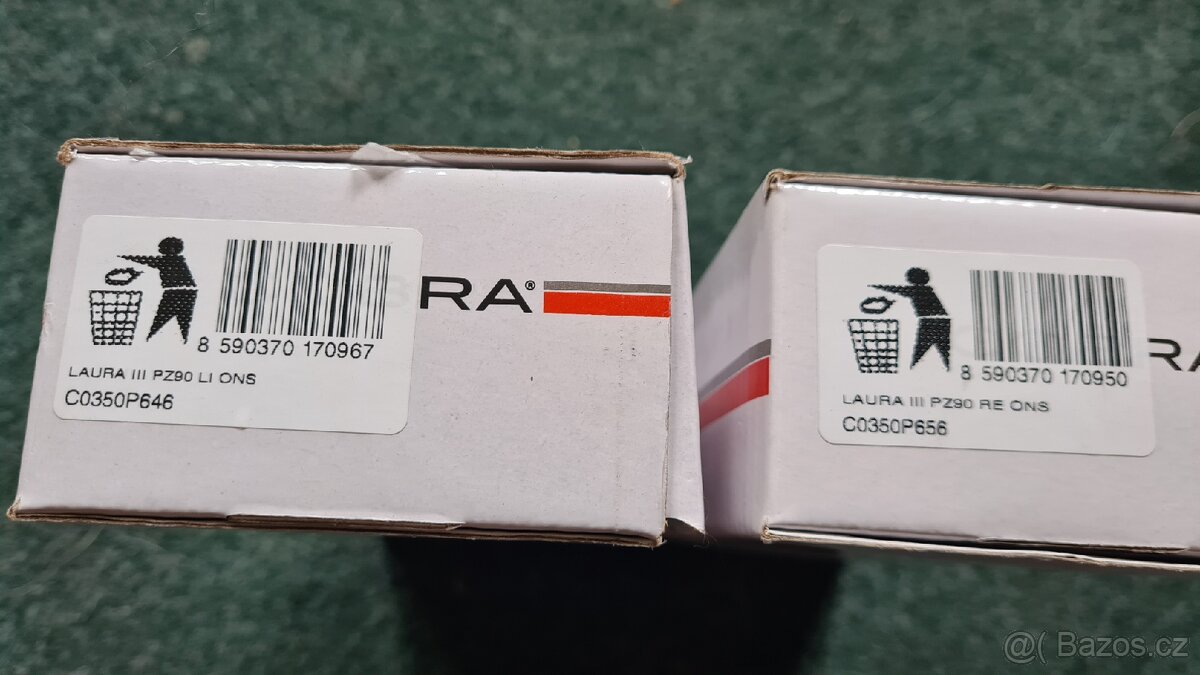 RA®
8 590370 170967
LAURA III PZ90 LI ONS
C0350P646
RA
8 590370 170950
LAURA III PZ90 RE ONS
C0350P656
@( Bazos.cz